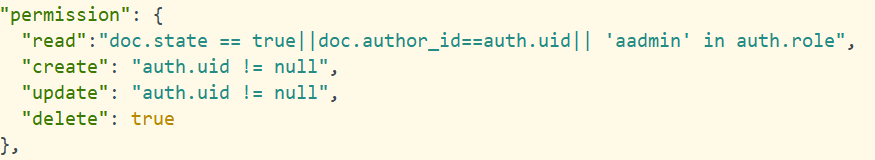 "permission": {
"read":"doc.state == true||doc.author_id==auth.uid|| 'aadmin' in auth.role",
"create": "auth.uid != null",
"update": "auth.uid != null",
"delete": true
},